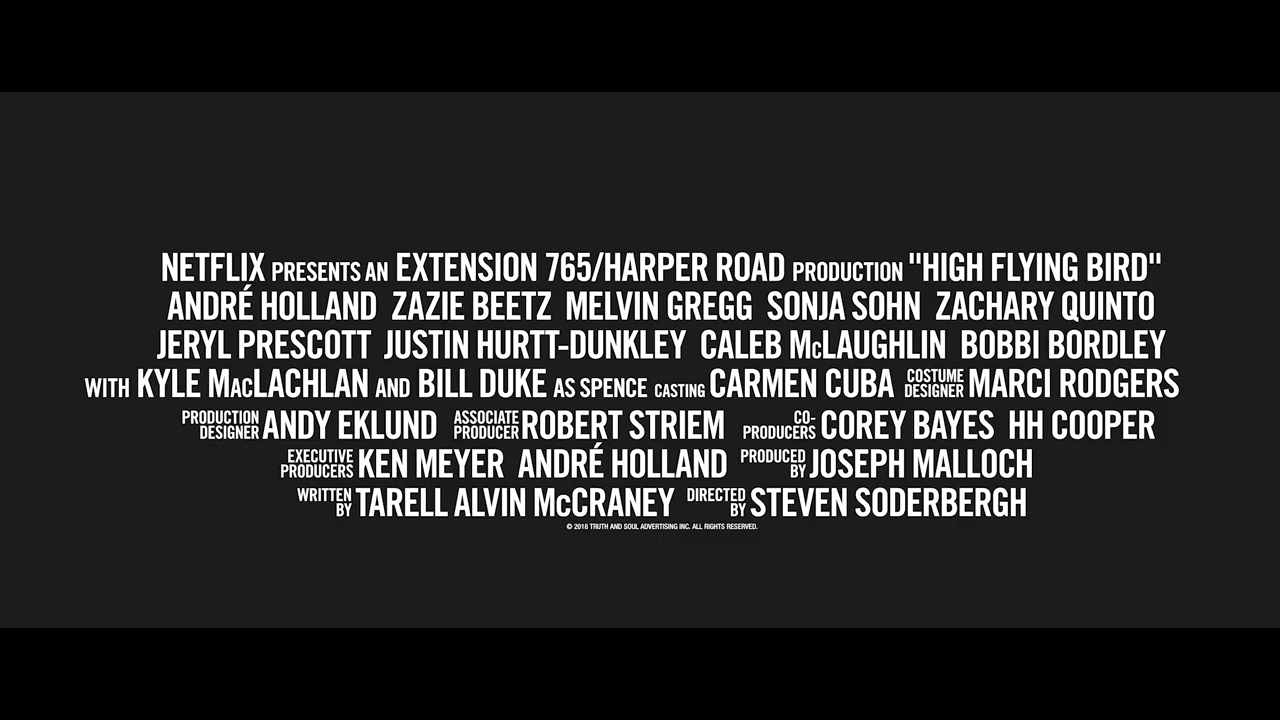 NETFLIX PRESENTS AN EXTENSION 765/HARPER ROAD PRODUCTION "HIGH FLYING BIRD"
ANDRÉ HOLLAND ZAZIE BEETZ MELVIN GREGG SONJA SOHN ZACHARY QUINTO
JERYL PRESCOTT JUSTIN HURTT-DUNKLEY CALEB McLAUGHLIN BOBBI BORDLEY
WITH KYLE MacLACHLAN AND BILL DUKE AS SPENCE CASTING CARMEN CUBA COSTUME DESIGNER MARCI RODGERS
PRODUCTION DESIGNER ANDY EKLUND ASSOCIATE PRODUCER ROBERT STRIEM CO-PRODUCERS COREY BAYES HH COOPER
EXECUTIVE PRODUCERS KEN MEYER ANDRÉ HOLLAND PRODUCED BY JOSEPH MALLOCH
WRITTEN BY TARELL ALVIN McCRANEY DIRECTED BY STEVEN SODERBERGH
© 2018 TRUTH AND SOUL ADVERTISING INC. ALL RIGHTS RESERVED.